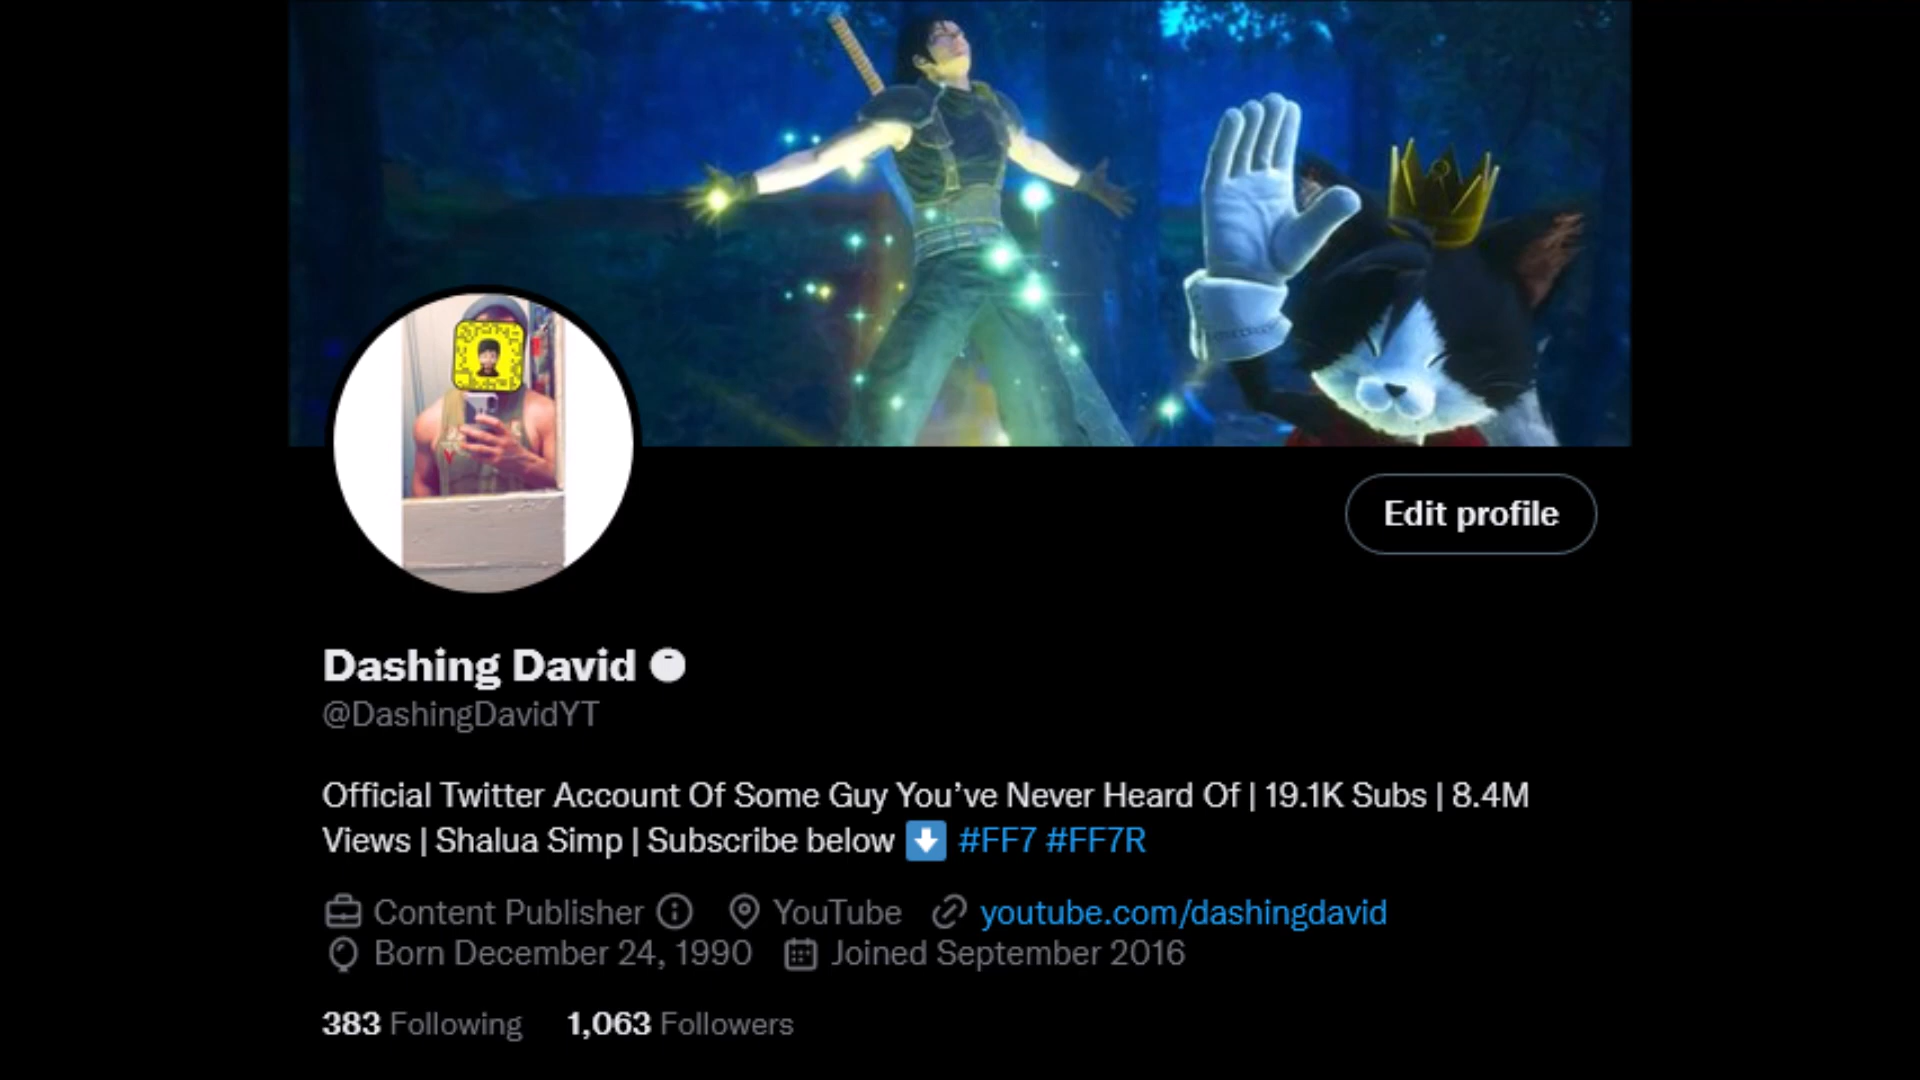 Edit profile
Dashing David
@DashingDavidYT
Official Twitter Account Of Some Guy You’ve Never Heard Of | 19.1K Subs | 8.4M
Views | Shalua Simp | Subscribe below ⬇️ #FF7 #FF7R
Content Publisher YouTube youtube.com/dashingdavid
Born December 24, 1990 Joined September 2016
383 Following 1,063 Followers